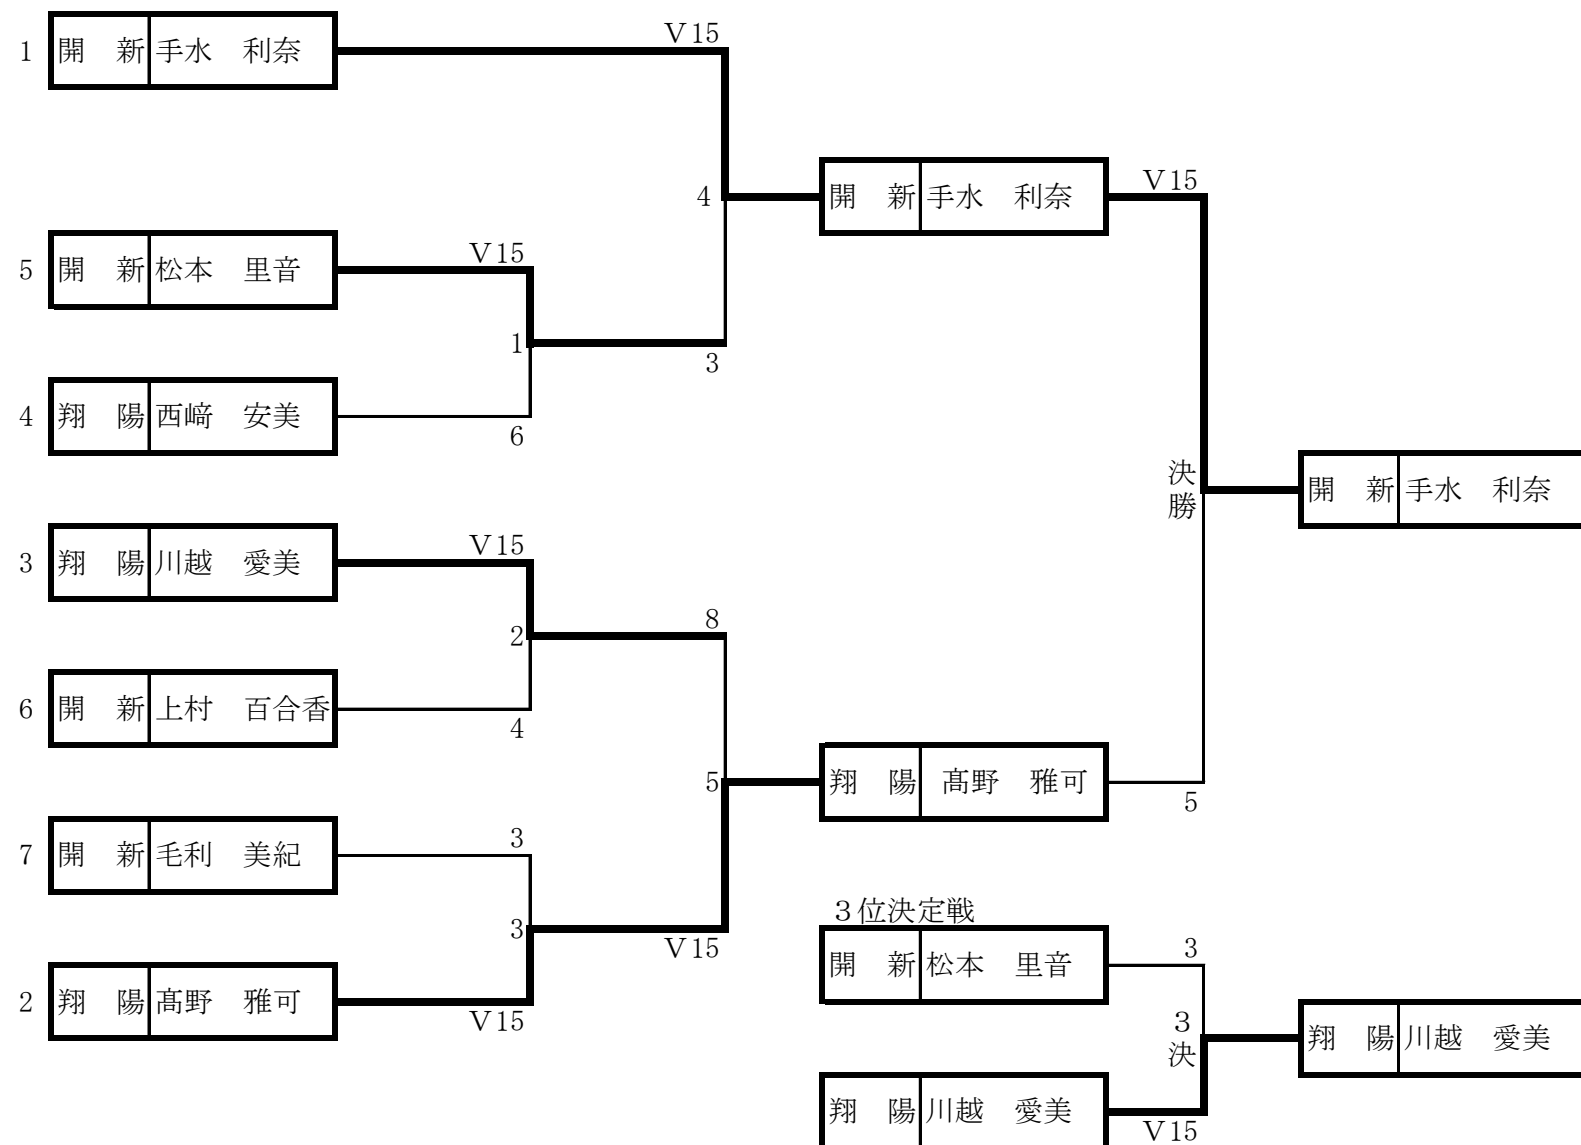 V15
1 開　新 手水　利奈
4 開　新 手水　利奈 V15
V15
5 開　新 松本　里音
1
3
4 翔　陽 西﨑　安美
6
決勝
開　新 手水　利奈
V15
3 翔　陽 川越　愛美
8
2
6 開　新 上村　百合香
4
5 翔　陽 髙野　雅可
5
3
7 開　新 毛利　美紀
3
V15
2 翔　陽 髙野　雅可
V15
３位決定戦
開　新 松本　里音
3
３決
翔　陽 川越　愛美
翔　陽 川越　愛美
V15